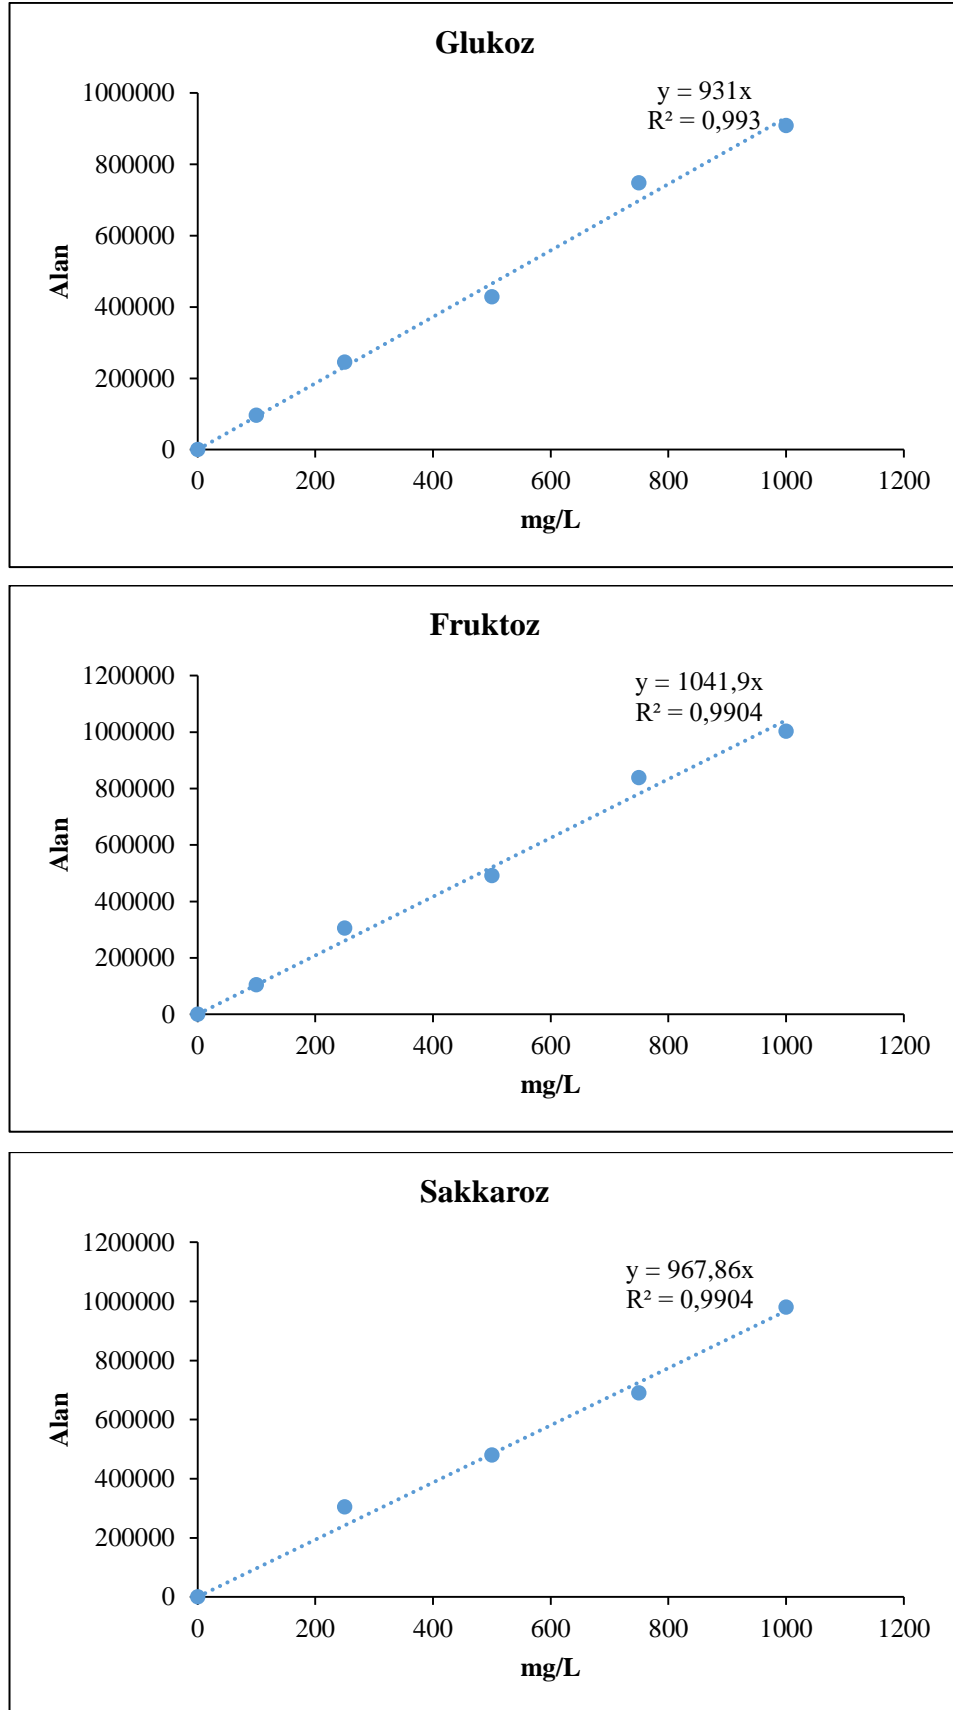 Glukoz
y = 931x
R² = 0,993
1000000
800000
600000
400000
200000
0
Alan
0 200 400 600 800 1000 1200
mg/L
Fruktoz
y = 1041,9x
R² = 0,9904
1200000
1000000
800000
600000
400000
200000
0
Alan
0 200 400 600 800 1000 1200
mg/L
Sakkaroz
y = 967,86x
R² = 0,9904
1200000
1000000
800000
600000
400000
200000
0
Alan
0 200 400 600 800 1000 1200
mg/L